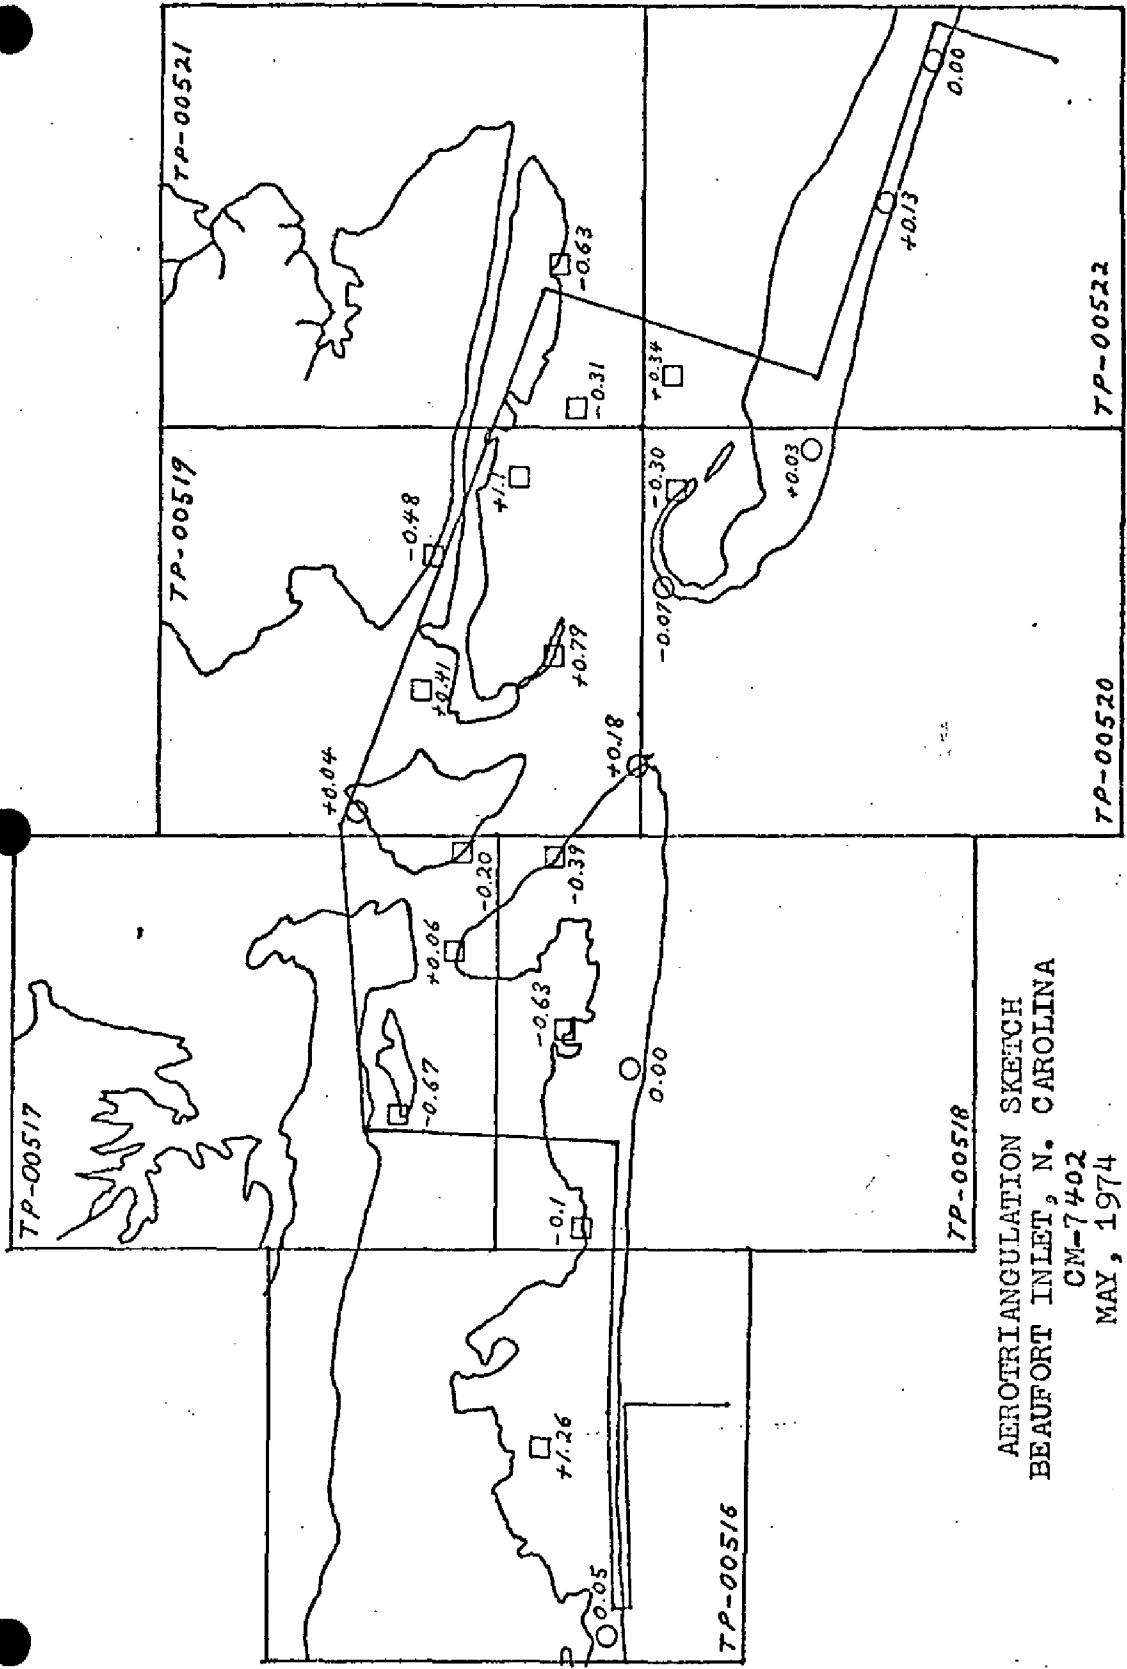 TP-00516
0.05
+1.26
TP-00517
-0.67
+0.06
-0.20
TP-00518
-0.1
-0.63
0.00
-0.39
TP-00519
+0.04
-0.48
+0.41
+1.1
+0.79
+0.18
TP-00520
-0.07
-0.30
+0.03
TP-00521
-0.63
-0.31
TP-00522
+0.34
+0.13
0.00
AEROTRIANGULATION SKETCH
BEAUFORT INLET, N. CAROLINA
CM-7402
MAY, 1974